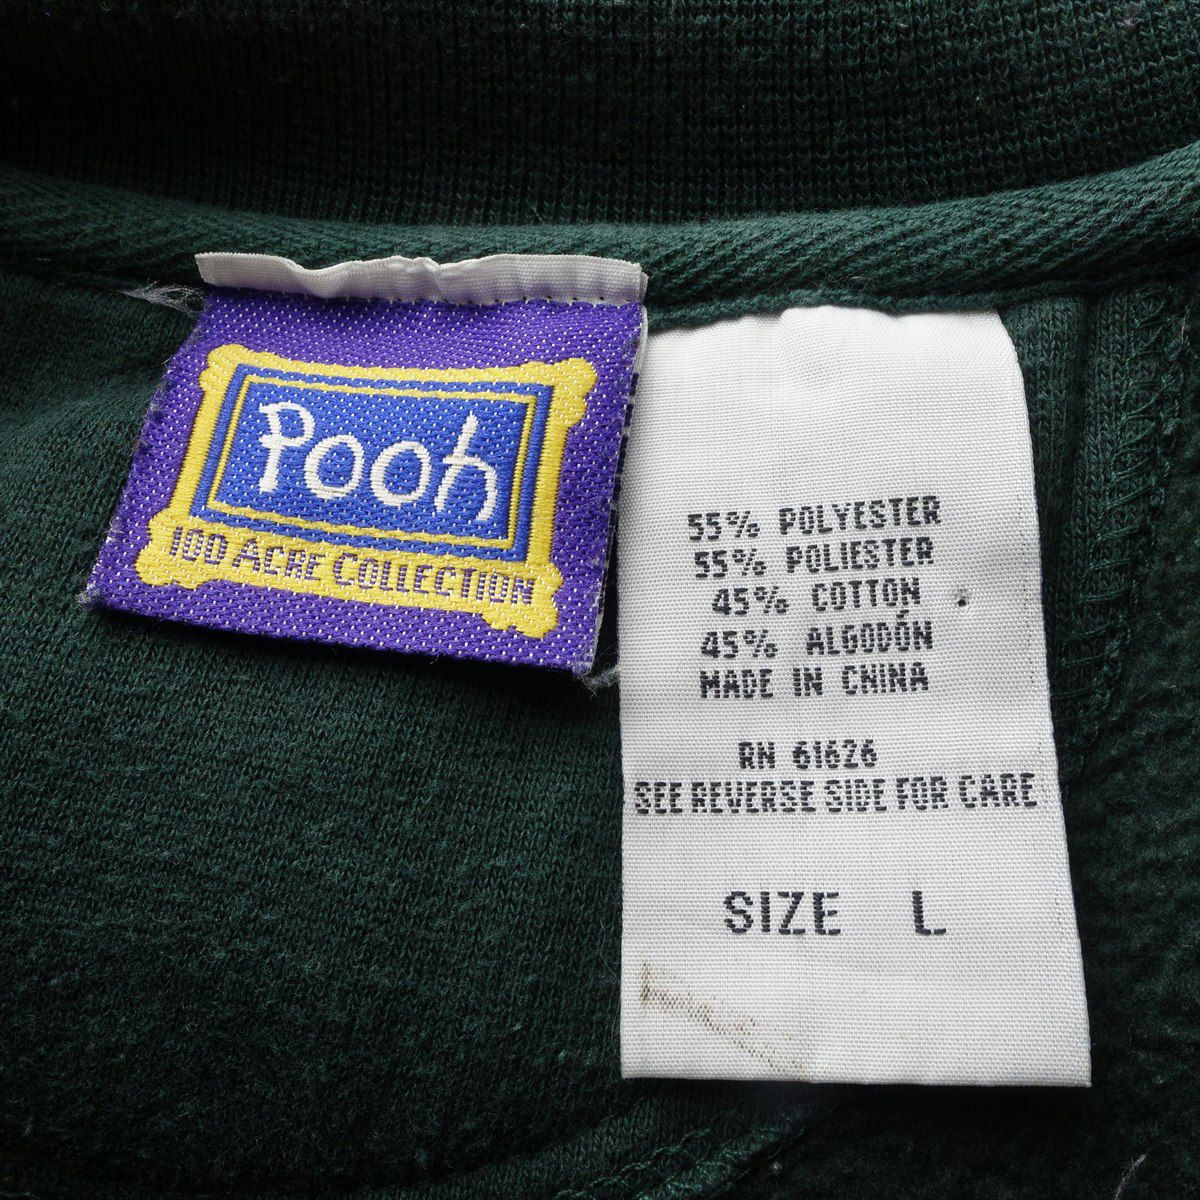 Pooh
100 ACRE COLLECTION
55% POLYESTER
55% POLIESTER
45% COTTON
45% ALGODÓN
MADE IN CHINA
RN 61626
SEE REVERSE SIDE FOR CARE
SIZE L